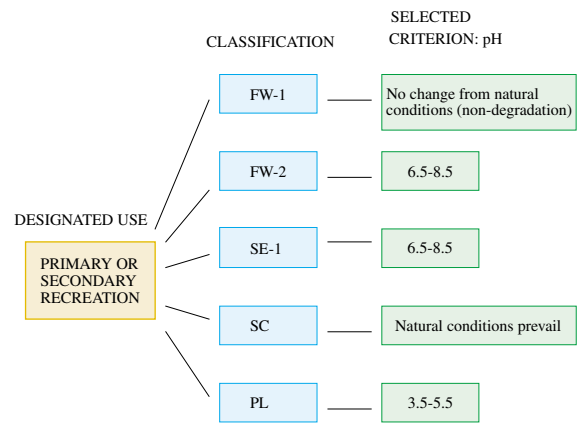 SELECTED
CLASSIFICATION
CRITERION: pH
FW-1
No change from natural
conditions (non-degradation)
FW-2
6.5-8.5
DESIGNATED USE
SE-1
6.5-8.5
PRIMARY OR
SECONDARY
RECREATION
SC
Natural conditions prevail
PL
3.5-5.5